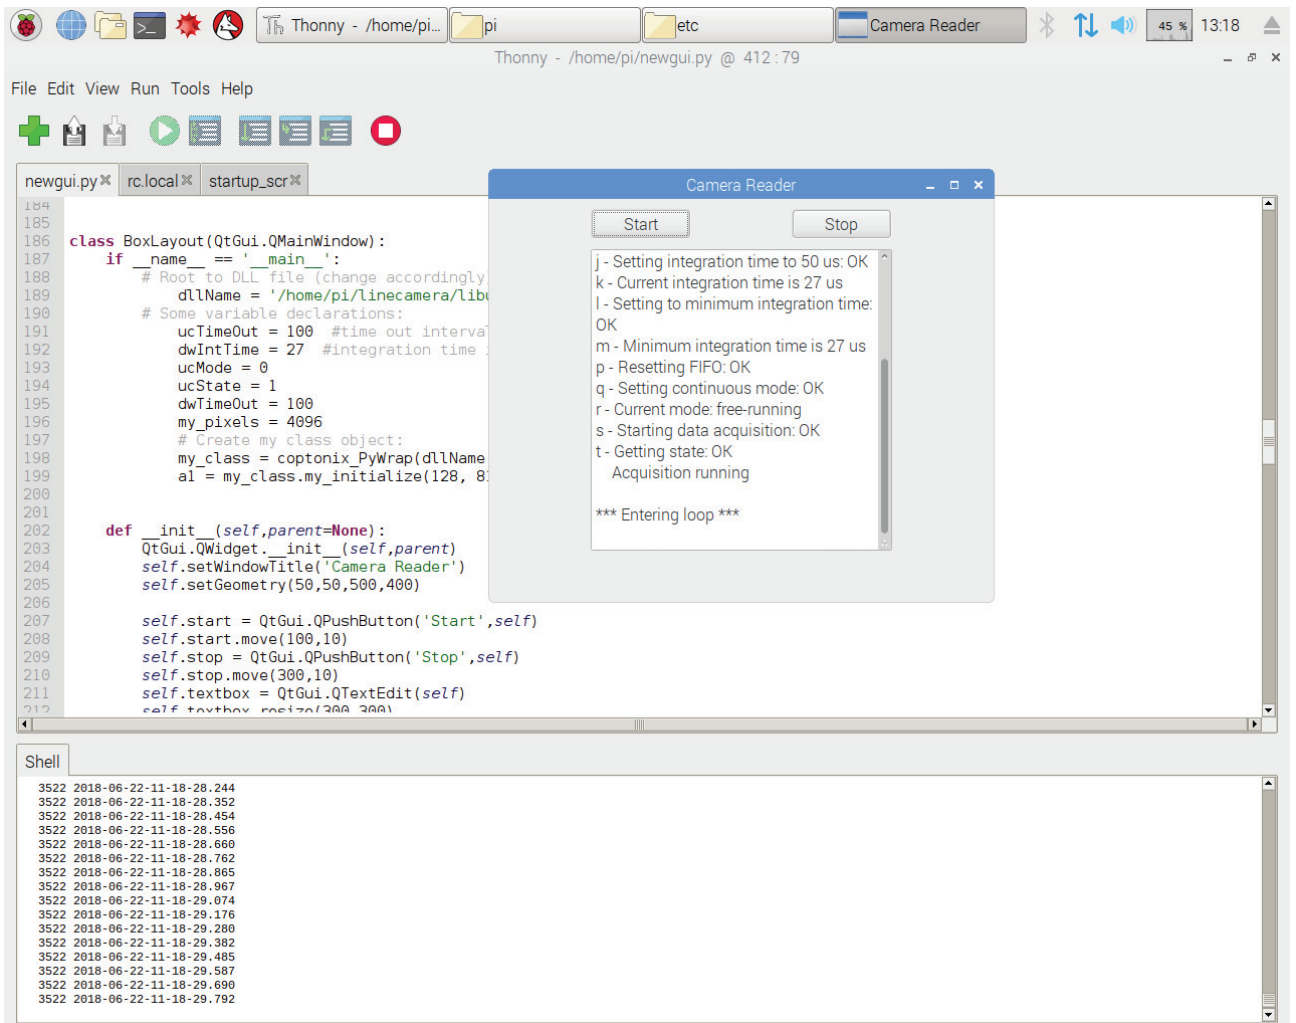 Thonny - /home/pi...
pi
etc
Camera Reader
45 %
13:18
Thonny - /home/pi/newgui.py @ 412 : 79
File Edit View Run Tools Help
newgui.py
rc.local
startup_scr
184
185
186 class BoxLayout(QtGui.QMainWindow):
187 if __name__ == '__main__':
188 # Root to DLL file (change accordingly)
189 dllName = '/home/pi/linecamera/libu
190 # Some variable declarations:
191 ucTimeOut = 100 #time out interval
192 dwIntTime = 27 #integration time
193 ucMode = 0
194 ucState = 1
195 dwTimeOut = 100
196 my_pixels = 4096
197 # Create my class object:
198 my_class = coptonix_PyWrap(dllName
199 a1 = my_class.my_initialize(128, 8
200
201
202 def __init__(self,parent=None):
203 QtGui.QWidget.__init__(self,parent)
204 self.setWindowTitle('Camera Reader')
205 self.setGeometry(50,50,500,400)
206
207 self.start = QtGui.QPushButton('Start',self)
208 self.start.move(100,10)
209 self.stop = QtGui.QPushButton('Stop',self)
210 self.stop.move(300,10)
211 self.textbox = QtGui.QTextEdit(self)
212 self.textbox.resize(300,300)
Camera Reader
Start
Stop
j - Setting integration time to 50 us: OK
k - Current integration time is 27 us
l - Setting to minimum integration time:
OK
m - Minimum integration time is 27 us
p - Resetting FIFO: OK
q - Setting continuous mode: OK
r - Current mode: free-running
s - Starting data acquisition: OK
t - Getting state: OK
Acquisition running
*** Entering loop ***
Shell
3522 2018-06-22-11-18-28.244
3522 2018-06-22-11-18-28.352
3522 2018-06-22-11-18-28.454
3522 2018-06-22-11-18-28.556
3522 2018-06-22-11-18-28.660
3522 2018-06-22-11-18-28.762
3522 2018-06-22-11-18-28.865
3522 2018-06-22-11-18-28.967
3522 2018-06-22-11-18-29.074
3522 2018-06-22-11-18-29.176
3522 2018-06-22-11-18-29.280
3522 2018-06-22-11-18-29.382
3522 2018-06-22-11-18-29.485
3522 2018-06-22-11-18-29.587
3522 2018-06-22-11-18-29.690
3522 2018-06-22-11-18-29.792